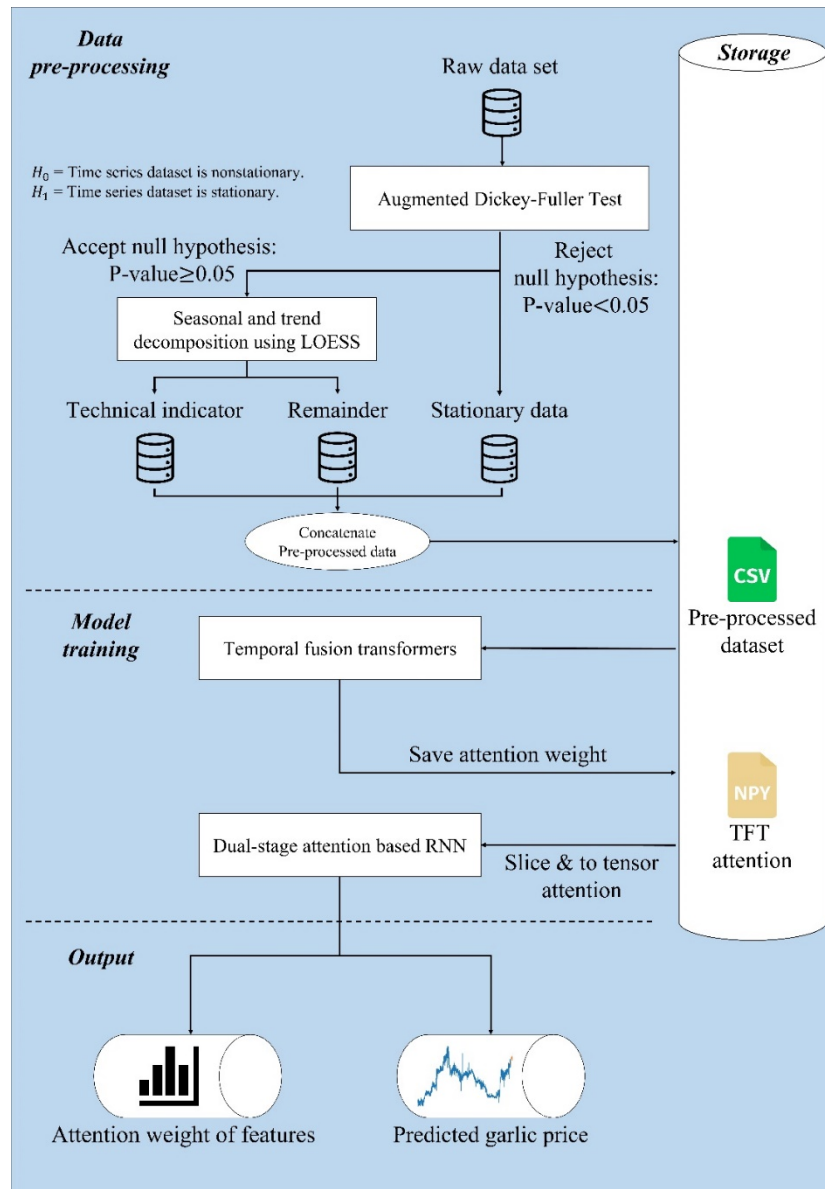 Data
pre-processing
Storage
Raw data set
H₀ = Time series dataset is nonstationary.
H₁ = Time series dataset is stationary.
Augmented Dickey-Fuller Test
Accept null hypothesis:
P-value≥0.05
Reject
null hypothesis:
P-value<0.05
Seasonal and trend
decomposition using LOESS
Technical indicator
Remainder
Stationary data
Concatenate
Pre-processed data
CSV
Pre-processed
dataset
Model
training
Temporal fusion transformers
Save attention weight
NPY
TFT
attention
Dual-stage attention based RNN
Slice & to tensor
attention
Output
Attention weight of features
Predicted garlic price